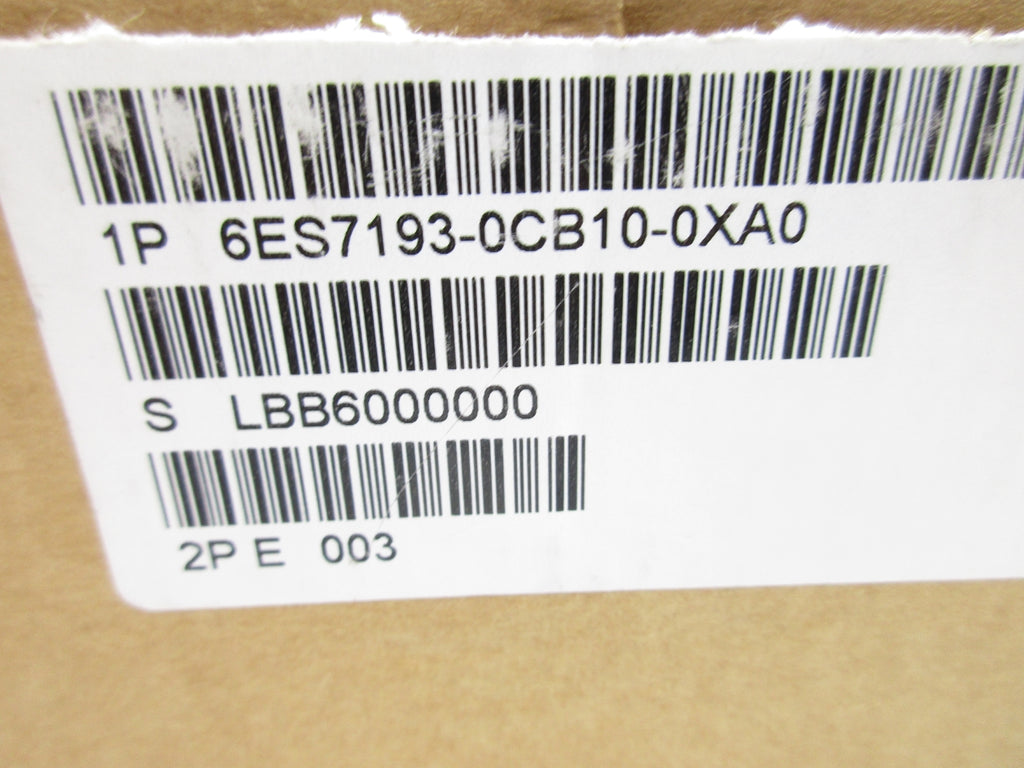 1P 6ES7193-0CB10-0XA0
S LBB6000000
2P E 003